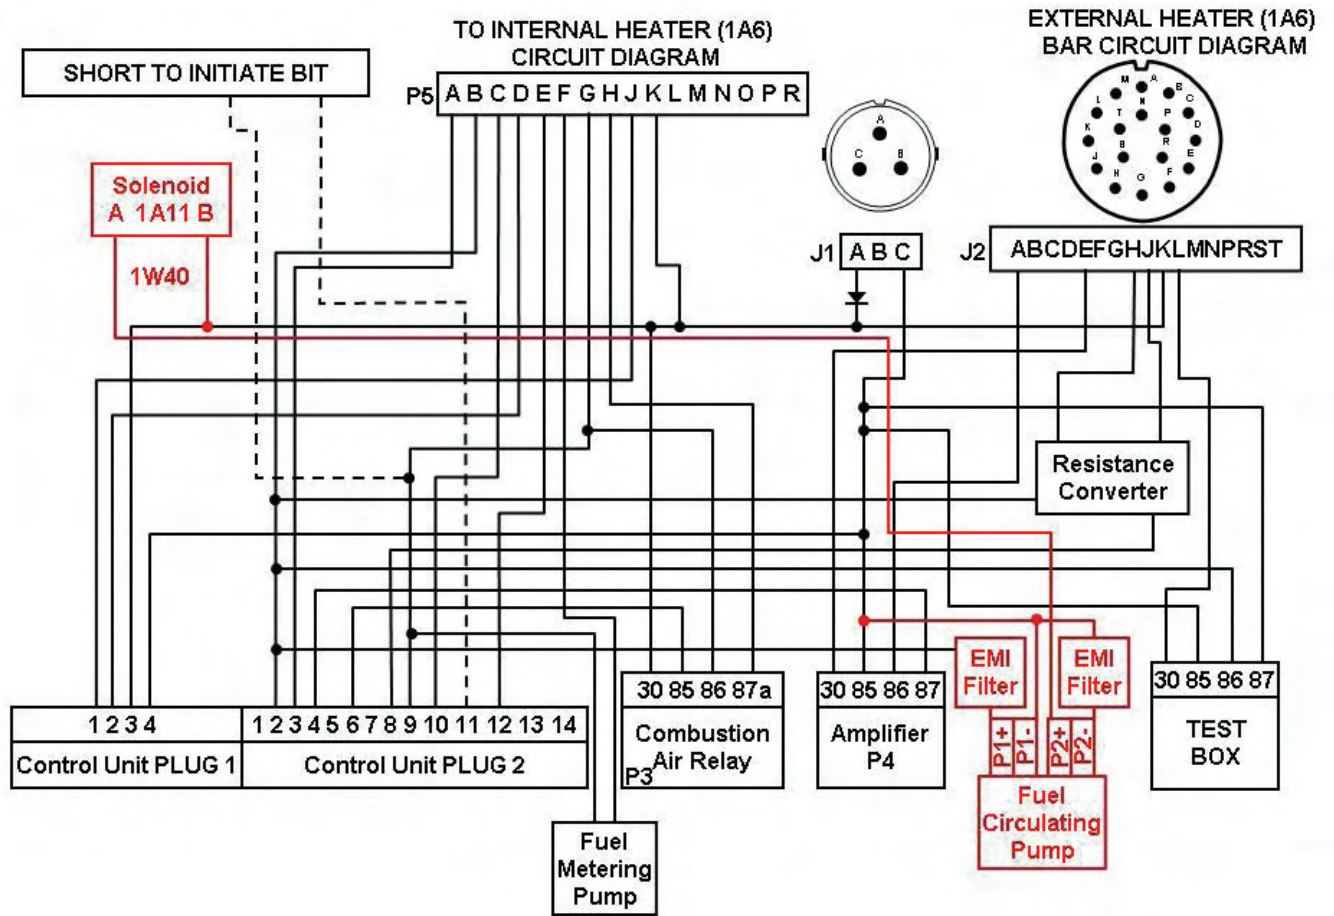 TO INTERNAL HEATER (1A6)
CIRCUIT DIAGRAM
EXTERNAL HEATER (1A6)
BAR CIRCUIT DIAGRAM
SHORT TO INITIATE BIT
P5 A B C D E F G H J K L M N O P R
A
C B
M A
B
L N C
T P D
K
B R
J E
H G F
Solenoid
A 1A11 B
1W40
J1 A B C
J2 ABCDEFGHJKLMNPRST
Resistance
Converter
EMI
Filter
EMI
Filter
1 2 3 4
Control Unit PLUG 1
1 2 3 4 5 6 7 8 9 10 11 12 13 14
Control Unit PLUG 2
30 85 86 87a
Combustion
P3 Air Relay
30 85 86 87
Amplifier
P4
P1+ P1- P2+ P2-
Fuel
Circulating
Pump
30 85 86 87
TEST
BOX
Fuel
Metering
Pump